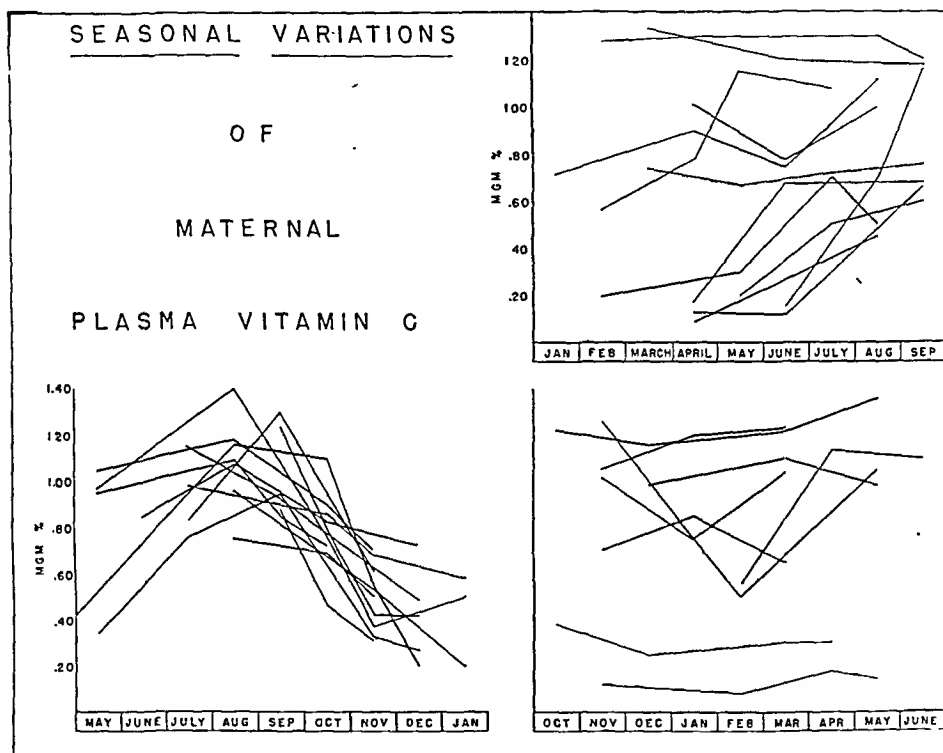 SEASONAL VARIATIONS
OF
MATERNAL
PLASMA VITAMIN C
120
100
.80
.60
40
.20
MGM %
JAN FEB MARCH APRIL MAY JUNE JULY AUG SEP
1.40
120
1.00
.80
.60
.40
.20
MGM %
MAY JUNE JULY AUG SEP OCT NOV DEC JAN
OCT NOV DEC JAN FEB MAR APR MAY JUNE